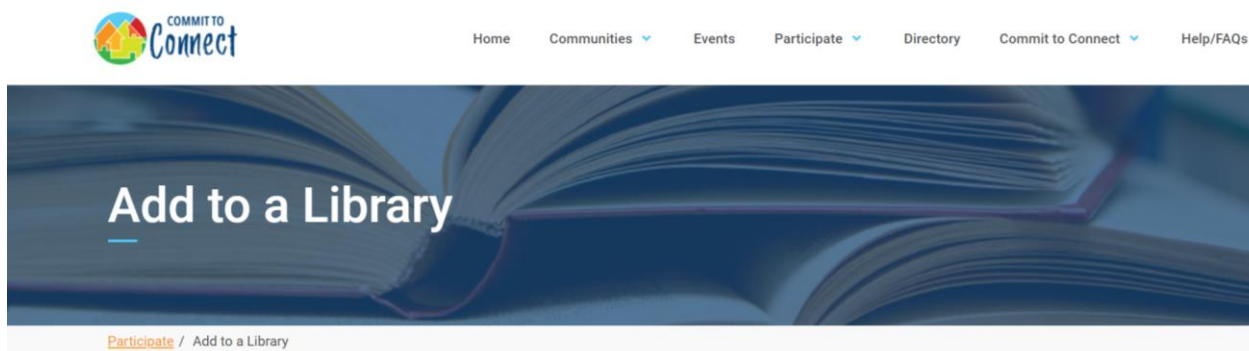 COMMIT TO
Connect
Home Communities Events Participate Directory Commit to Connect Help/FAQs
Add to a Library
Participate / Add to a Library